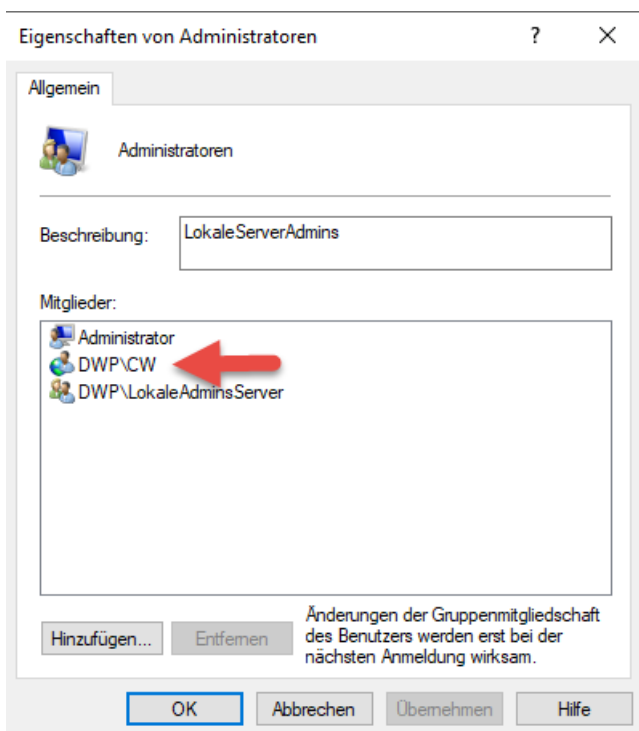 Eigenschaften von Administratoren
?
Allgemein
Administratoren
Beschreibung:
LokaleServerAdmins
Mitglieder:
Administrator
DWP\CW
DWP\LokaleAdminsServer
Hinzufügen...
Entfernen
Änderungen der Gruppenmitgliedschaft
des Benutzers werden erst bei der
nächsten Anmeldung wirksam.
OK
Abbrechen
Übernehmen
Hilfe